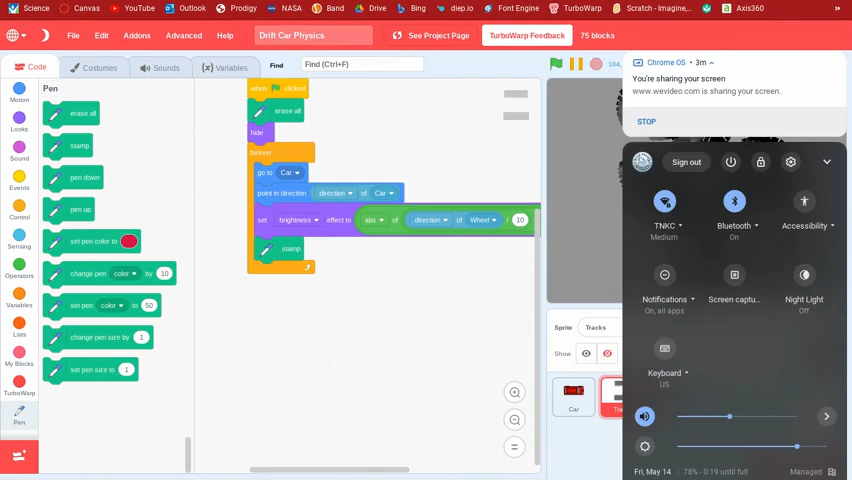 Science Canvas YouTube Outlook Prodigy NASA Band Drive Bing diep.io Font Engine TurboWarp Scratch - Imagine,... Axis360 »
File Edit Addons Advanced Help Drift Car Physics See Project Page TurboWarp Feedback 75 blocks
Code Costumes Sounds Variables Find Find (Ctrl+F)
Motion
Looks
Sound
Events
Control
Sensing
Operators
Variables
Lists
My Blocks
TurboWarp
Pen
Pen
erase all
stamp
pen down
pen up
set pen color to
change pen color by 10
set pen color to 50
change pen size by 1
set pen size to 1
when clicked
erase all
hide
forever
go to Car
point in direction direction of Car
set brightness effect to abs of direction of Wheel / 10
stamp
Sprite Tracks
Show
Car
Chrome OS • 3m
You're sharing your screen
www.wevideo.com is sharing your screen.
STOP
Sign out
TNKC
Medium
Bluetooth
On
Accessibility
Notifications
On, all apps
Screen captu...
Night Light
Off
Keyboard
US
Fri, May 14 78% - 0:19 until full Managed